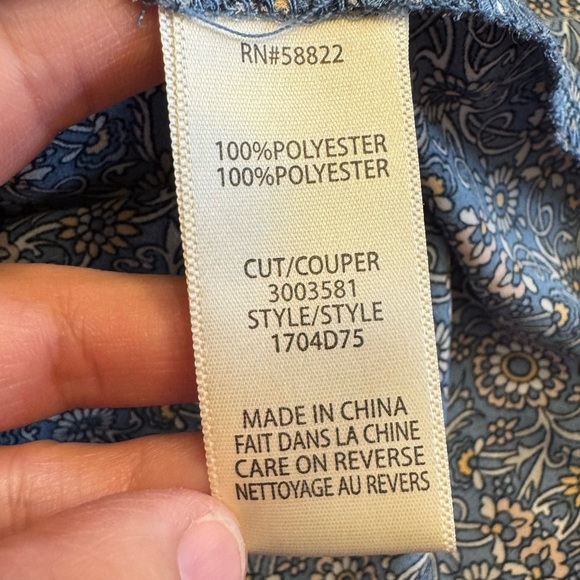 RN#58822
100%POLYESTER
100%POLYESTER
CUT/COUPER
3003581
STYLE/STYLE
1704D75
MADE IN CHINA
FAIT DANS LA CHINE
CARE ON REVERSE
NETTOYAGE AU REVERS